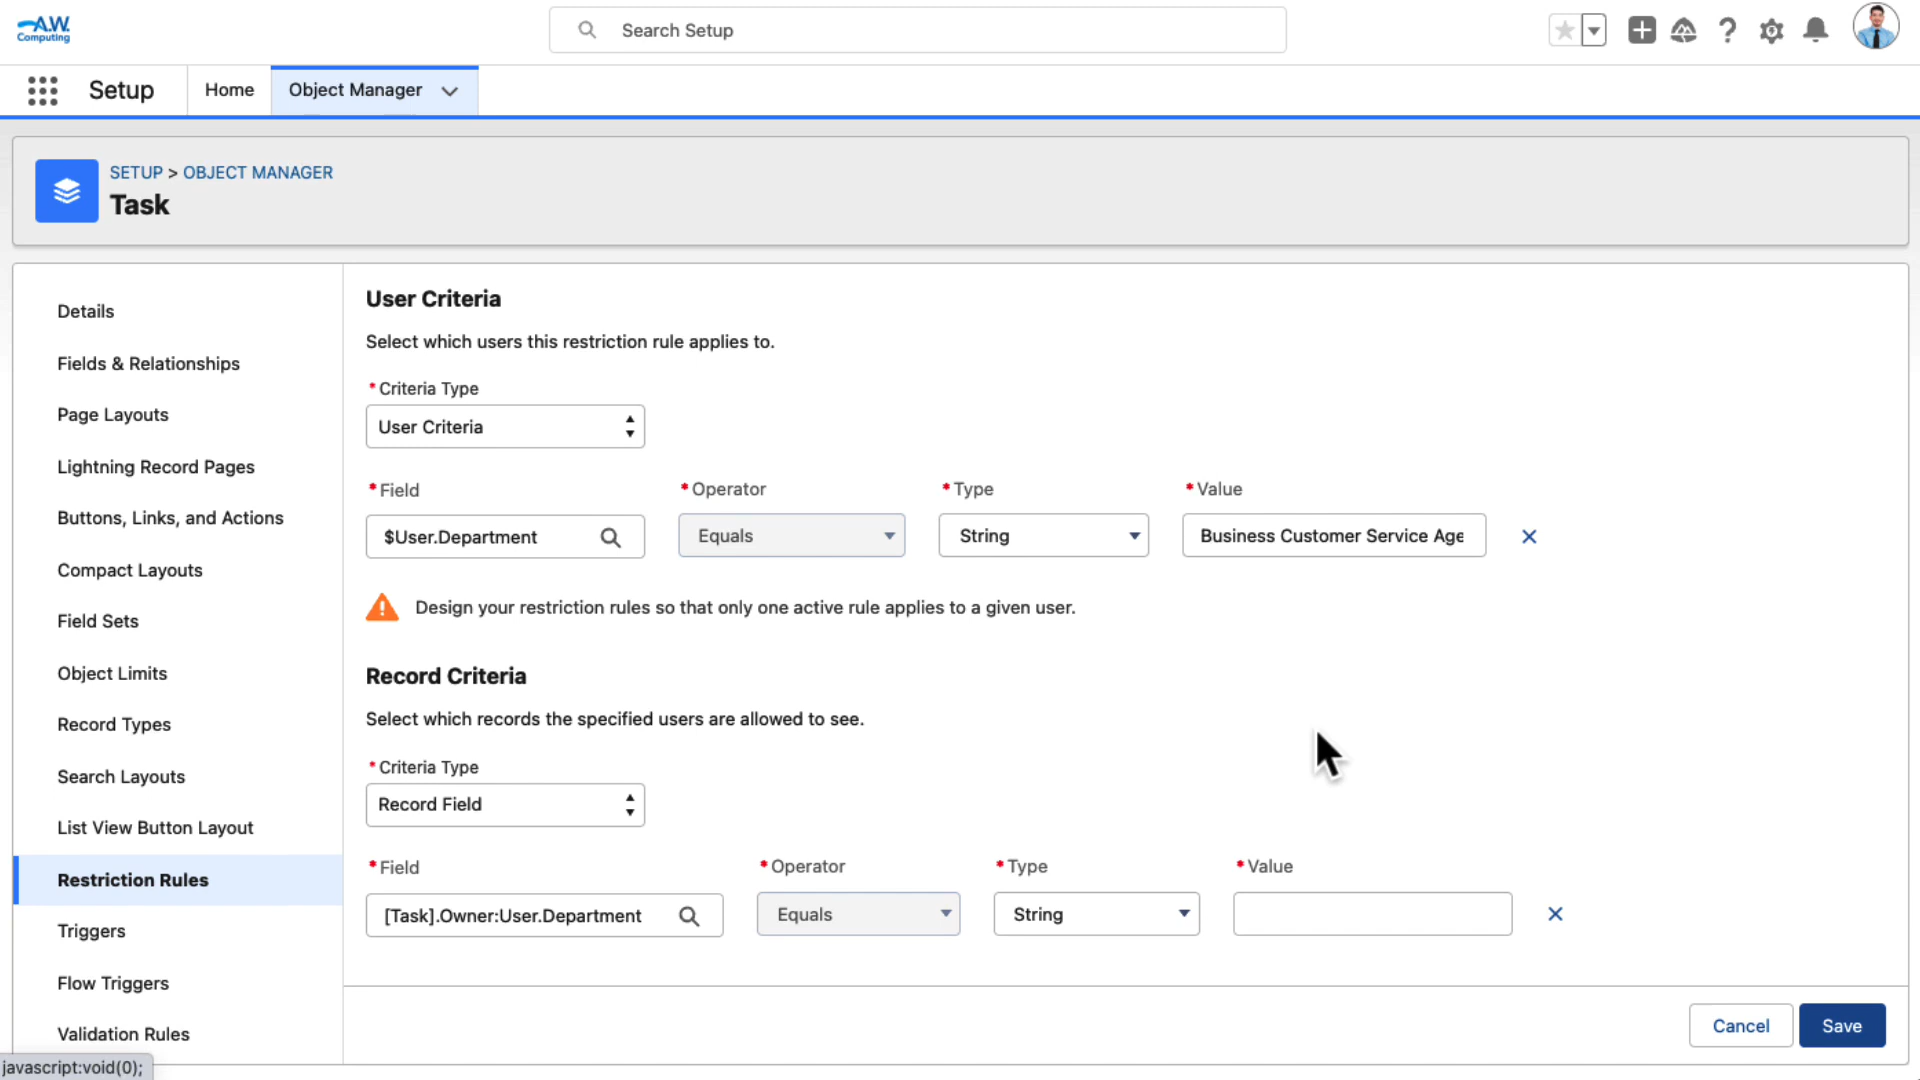 A.W.
Computing
Search Setup
Setup
Home
Object Manager
SETUP > OBJECT MANAGER
Task
Details
Fields & Relationships
Page Layouts
Lightning Record Pages
Buttons, Links, and Actions
Compact Layouts
Field Sets
Object Limits
Record Types
Search Layouts
List View Button Layout
Restriction Rules
Triggers
Flow Triggers
Validation Rules
javascript:void(0);
User Criteria
Select which users this restriction rule applies to.
* Criteria Type
User Criteria
* Field * Operator * Type * Value
$User.Department Equals String Business Customer Service Age
Design your restriction rules so that only one active rule applies to a given user.
Record Criteria
Select which records the specified users are allowed to see.
* Criteria Type
Record Field
* Field * Operator * Type * Value
[Task].Owner:User.Department Equals String
Cancel Save